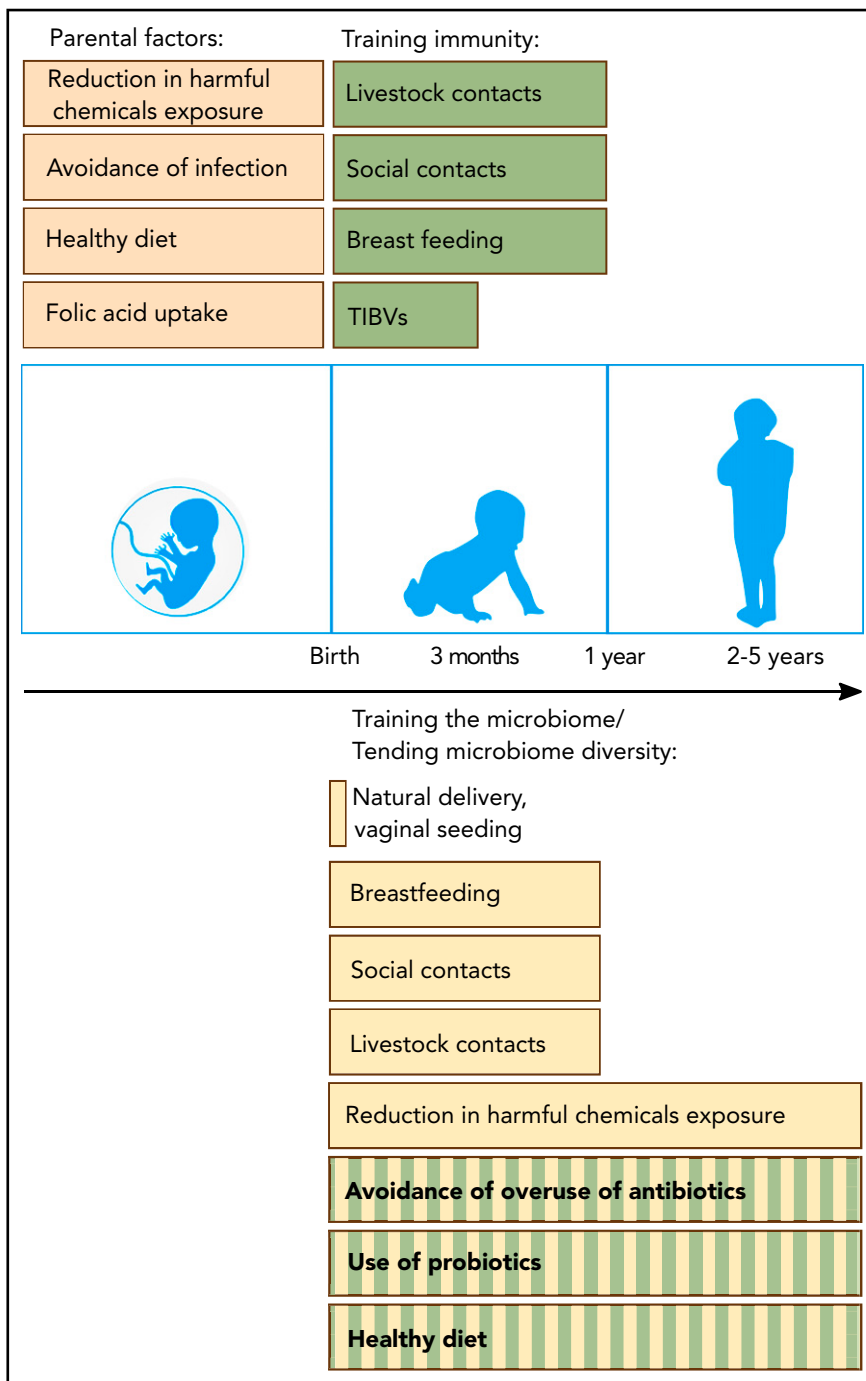 Parental factors:
Reduction in harmful
chemicals exposure
Avoidance of infection
Healthy diet
Folic acid uptake
Training immunity:
Livestock contacts
Social contacts
Breast feeding
TIBVs
Birth
3 months
1 year
2-5 years
Training the microbiome/
Tending microbiome diversity:
Natural delivery,
vaginal seeding
Breastfeeding
Social contacts
Livestock contacts
Reduction in harmful chemicals exposure
Avoidance of overuse of antibiotics
Use of probiotics
Healthy diet